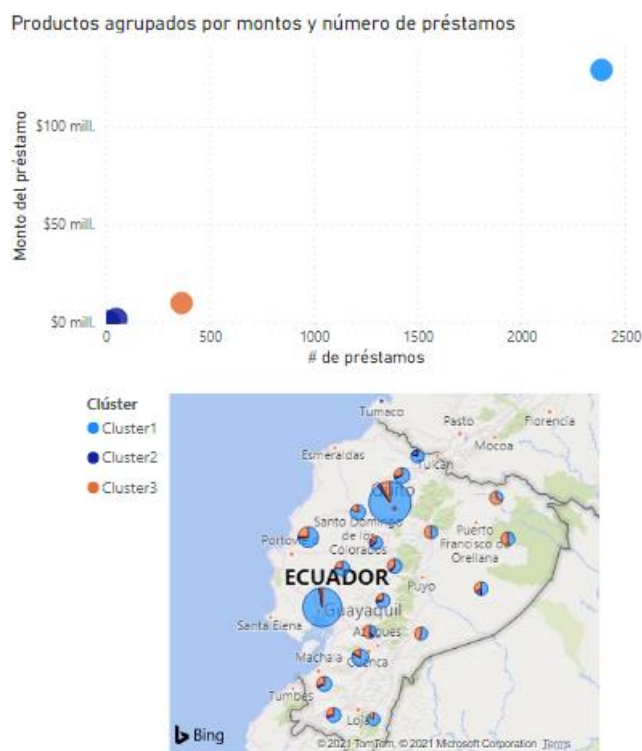 Productos agrupados por montos y número de préstamos
Monto del préstamo
$100 mill.
$50 mill.
$0 mill.
0 500 1000 1500 2000 2500
# de préstamos
Clúster
Cluster1
Cluster2
Cluster3
Tumaco
Pasto
Florencia
Mocoa
Esmeraldas
Tulcán
Quito
Santo Domingo
de los
Colorados
Puerto
Francisco de
Orellana
Portovie
ECUADOR
Puyo
Guayaquil
Santa Elena
Machala
Cuenca
Tumbes
Loja
Bing
© 2021 TomTom, © 2021 Microsoft Corporation Terms